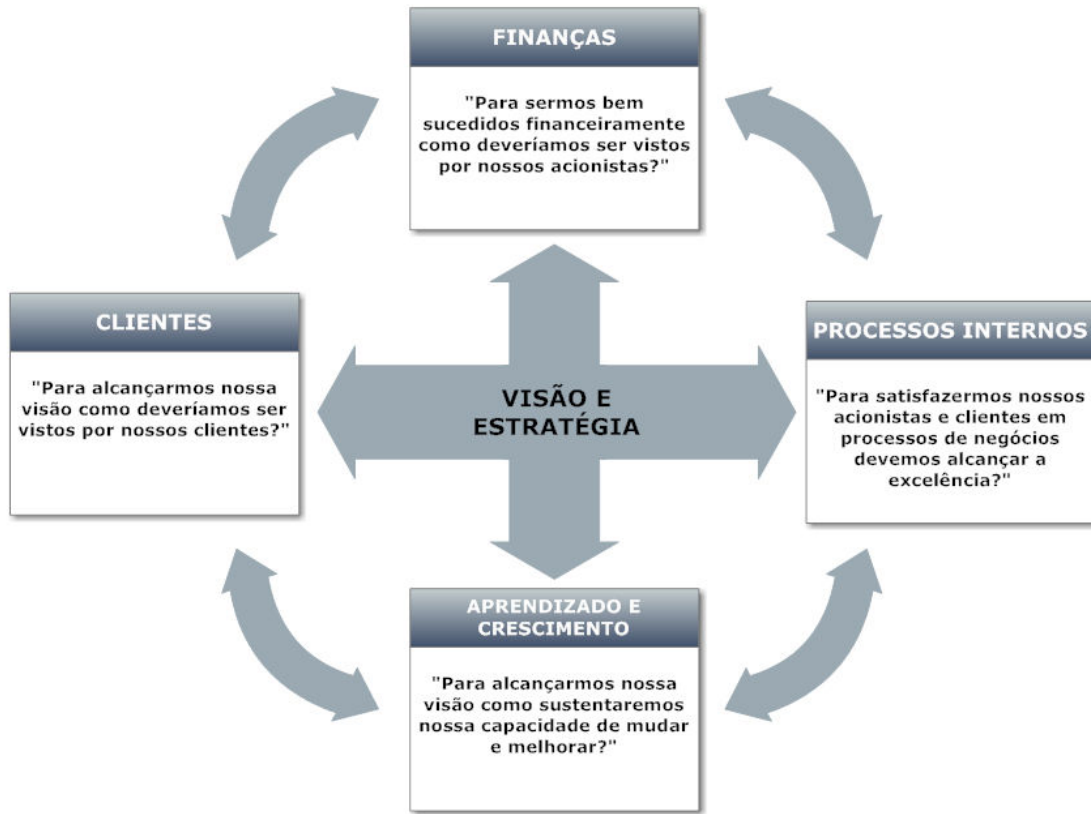 FINANÇAS
"Para sermos bem
sucedidos financeiramente
como deveríamos ser vistos
por nossos acionistas?"
CLIENTES
"Para alcançarmos nossa
visão como deveríamos ser
vistos por nossos clientes?"
VISÃO E
ESTRATÉGIA
PROCESSOS INTERNOS
"Para satisfazermos nossos
acionistas e clientes em
processos de negócios
devemos alcançar a
excelência?"
APRENDIZADO E
CRESCIMENTO
"Para alcançarmos nossa
visão como sustentaremos
nossa capacidade de mudar
e melhorar?"